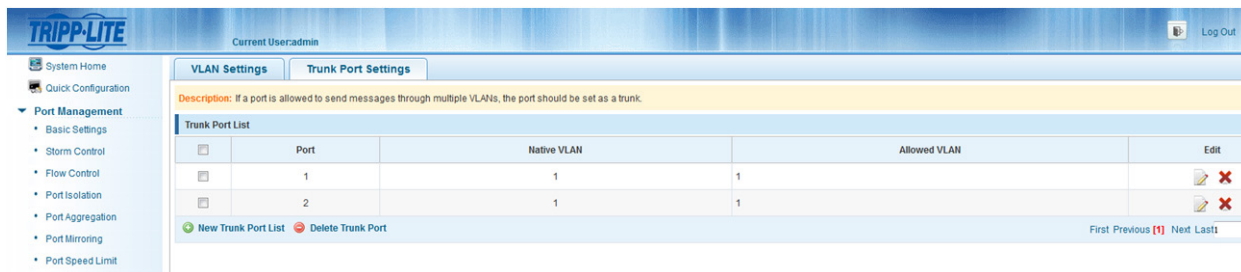 TRIPP·LITE
Current User:admin
Log Out
System Home
Quick Configuration
Port Management
Basic Settings
Storm Control
Flow Control
Port Isolation
Port Aggregation
Port Mirroring
Port Speed Limit
VLAN Settings
Trunk Port Settings
Description: If a port is allowed to send messages through multiple VLANs, the port should be set as a trunk.
Trunk Port List
Port Native VLAN Allowed VLAN Edit
1 1 1
2 1 1
New Trunk Port List Delete Trunk Port
First Previous [1] Next Last 1